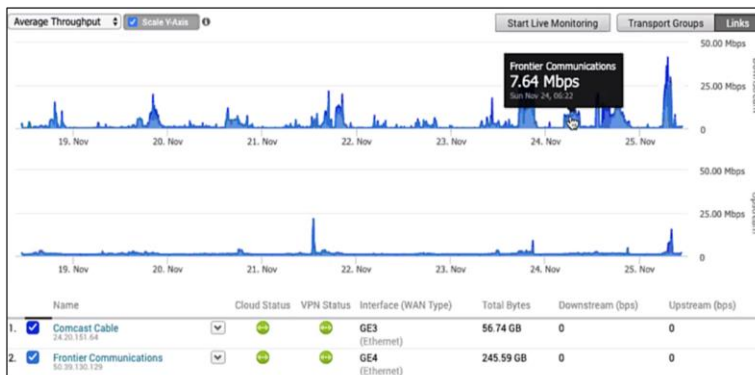 Average Throughput
Scale Y-Axis
Start Live Monitoring
Transport Groups
Links
50.00 Mbps
Frontier Communications
7.64 Mbps
Sun Nov 24, 06:22
25.00 Mbps
0
19. Nov 20. Nov 21. Nov 22. Nov 23. Nov 24. Nov 25. Nov
50.00 Mbps
25.00 Mbps
0
19. Nov 20. Nov 21. Nov 22. Nov 23. Nov 24. Nov 25. Nov
Name Cloud Status VPN Status Interface (WAN Type) Total Bytes Downstream (bps) Upstream (bps)
1. Comcast Cable GE3 56.74 GB 0 0
24.20.151.64 (Ethernet)
2. Frontier Communications GE4 245.59 GB 0 0
50.39.130.129 (Ethernet)